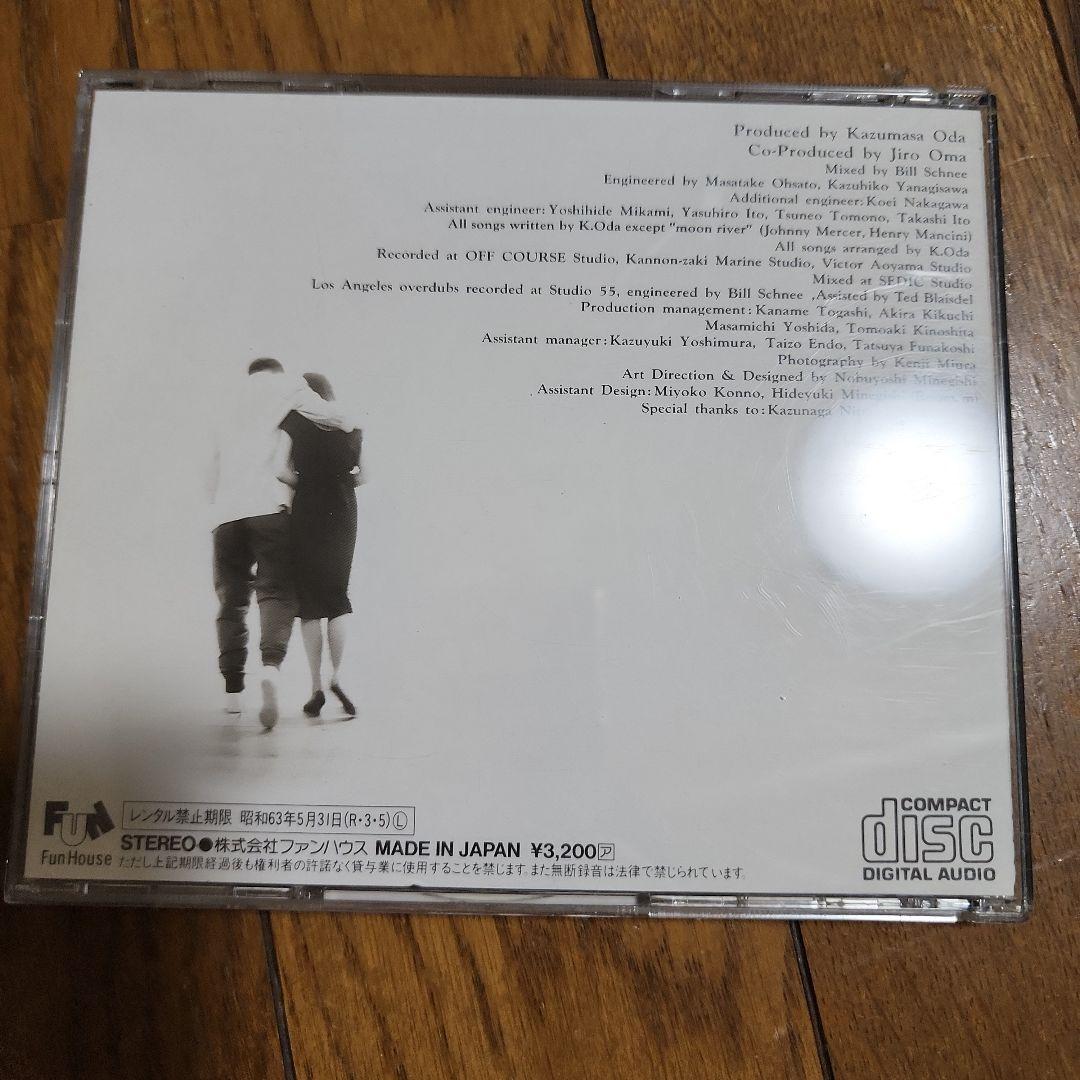 Produced by Kazumasa Oda
Co-Produced by Jiro Oma
Mixed by Bill Schnee
Engineered by Masatake Ohsato, Kazuhiko Yanagisawa
Additional engineer:Koei Nakagawa
Assistant engineer:Yoshihide Mikami, Yasuhiro Ito, Tsuneo Tomono, Takashi Ito
All songs written by K.Oda except "moon river" (Johnny Mercer, Henry Mancini)
All songs arranged by K.Oda
Recorded at OFF COURSE Studio, Kannon-zaki Marine Studio, Victor Aoyama Studio
Mixed at SEDIC Studio
Los Angeles overdubs recorded at Studio 55, engineered by Bill Schnee ,Assisted by Ted Blaisdel
Production management:Kaname Togashi, Akira Kikuchi
Masamichi Yoshida, Tomoaki Kinoshita
Assistant manager:Kazuyuki Yoshimura, Taizo Endo, Tatsuya Funakoshi
Photography by Kenji Miura
Art Direction & Designed by Nobuyoshi Minegishi
Assistant Design:Miyoko Konno, Hideyuki
Special thanks to:Kazunaga
FUN
Fun House
レンタル禁止期限 昭和63年5月31日(R・3・5)Ⓛ
STEREO●株式会社ファンハウス MADE IN JAPAN ¥3,200ア
ただし上記期限経過後も権利者の許諾なく貸与業に使用することを禁じます。また無断録音は法律で禁じられています。
COMPACT
disc
DIGITAL AUDIO